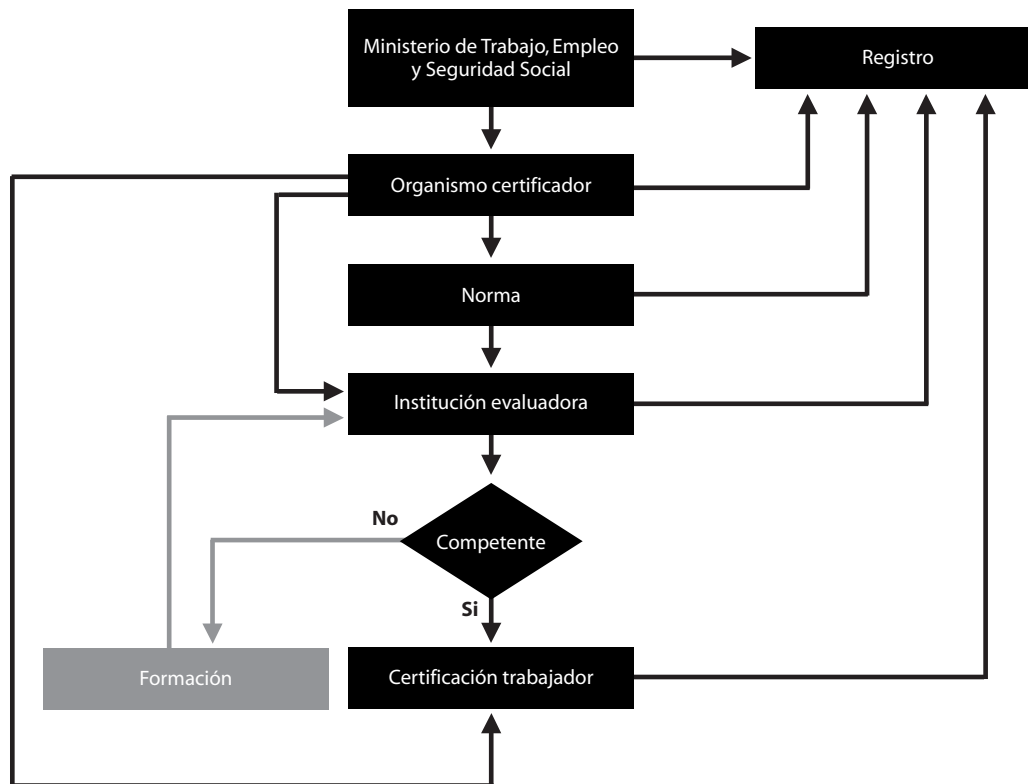 Ministerio de Trabajo, Empleo
y Seguridad Social
Registro
Organismo certificador
Norma
Institución evaluadora
No
Competente
Si
Formación
Certificación trabajador